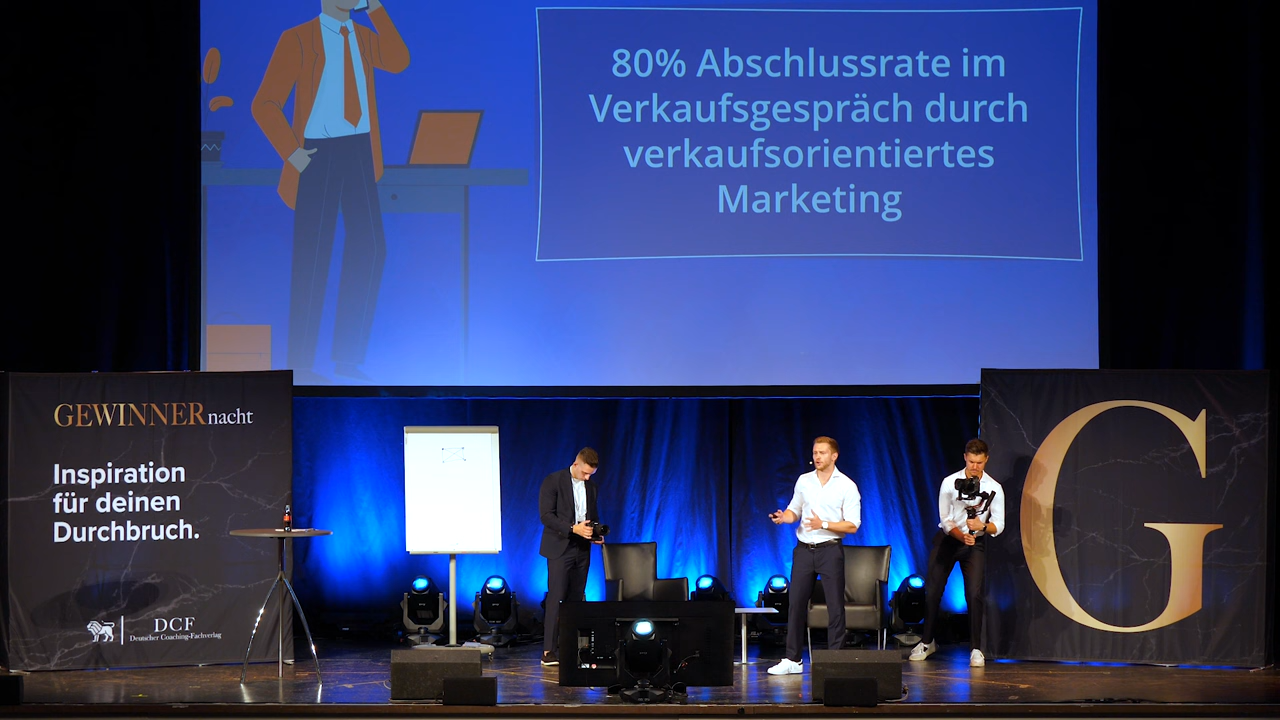 80% Abschlussrate im
Verkaufsgespräch durch
verkaufsorientiertes
Marketing
GEWINNERnacht
Inspiration
für deinen
Durchbruch.
DCF
Deutscher Coaching-Fachverlag
G